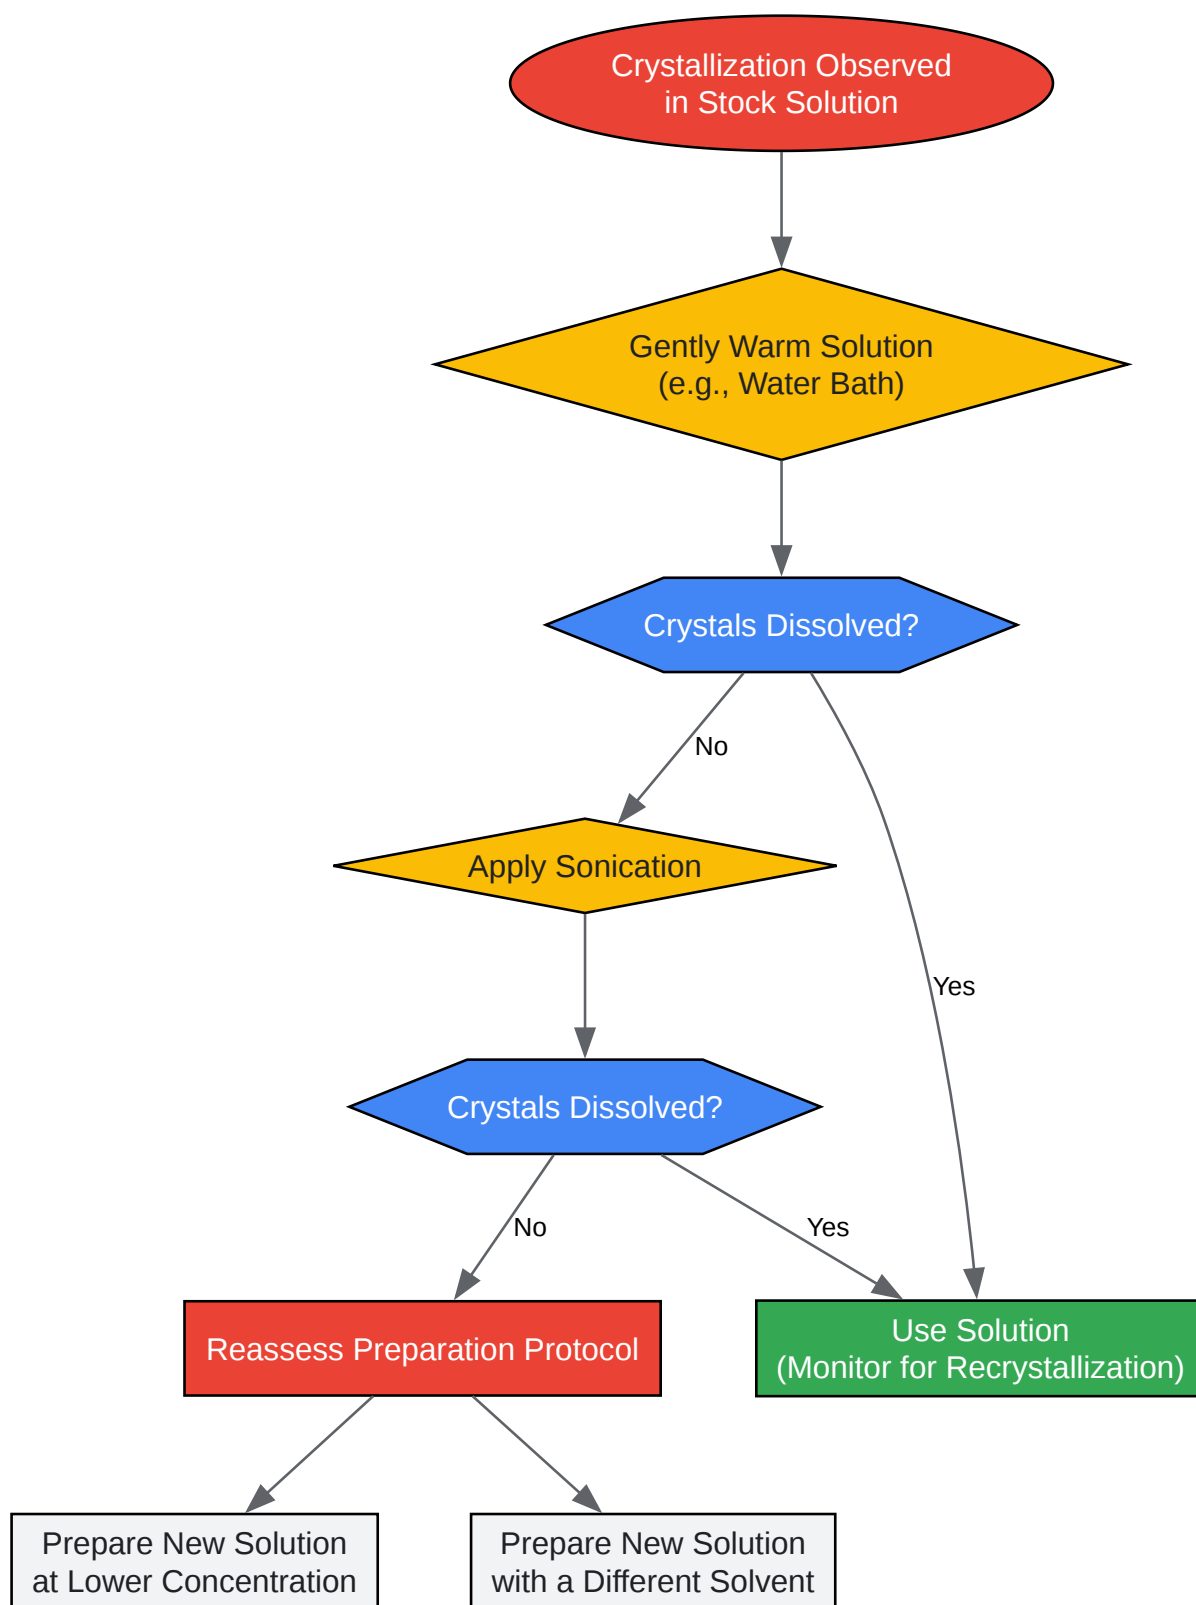 Crystallization Observed
in Stock Solution
Gently Warm Solution
(e.g., Water Bath)
Crystals Dissolved?
No
Apply Sonication
Yes
Crystals Dissolved?
No
Yes
Reassess Preparation Protocol
Use Solution
(Monitor for Recrystallization)
Prepare New Solution
at Lower Concentration
Prepare New Solution
with a Different Solvent